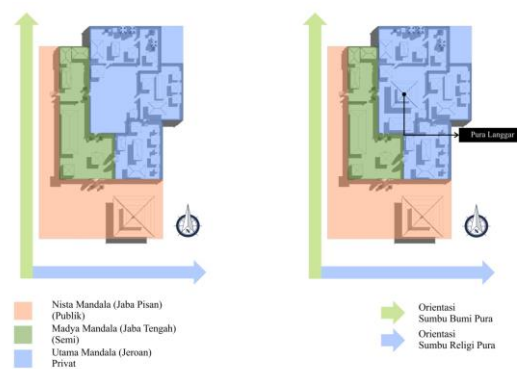 Pura Langgar
Nista Mandala (Jaba Pisan)
(Publik)
Madya Mandala (Jaba Tengah)
(Semi)
Utama Mandala (Jeroan)
Privat
Orientasi
Sumbu Bumi Pura
Orientasi
Sumbu Religi Pura